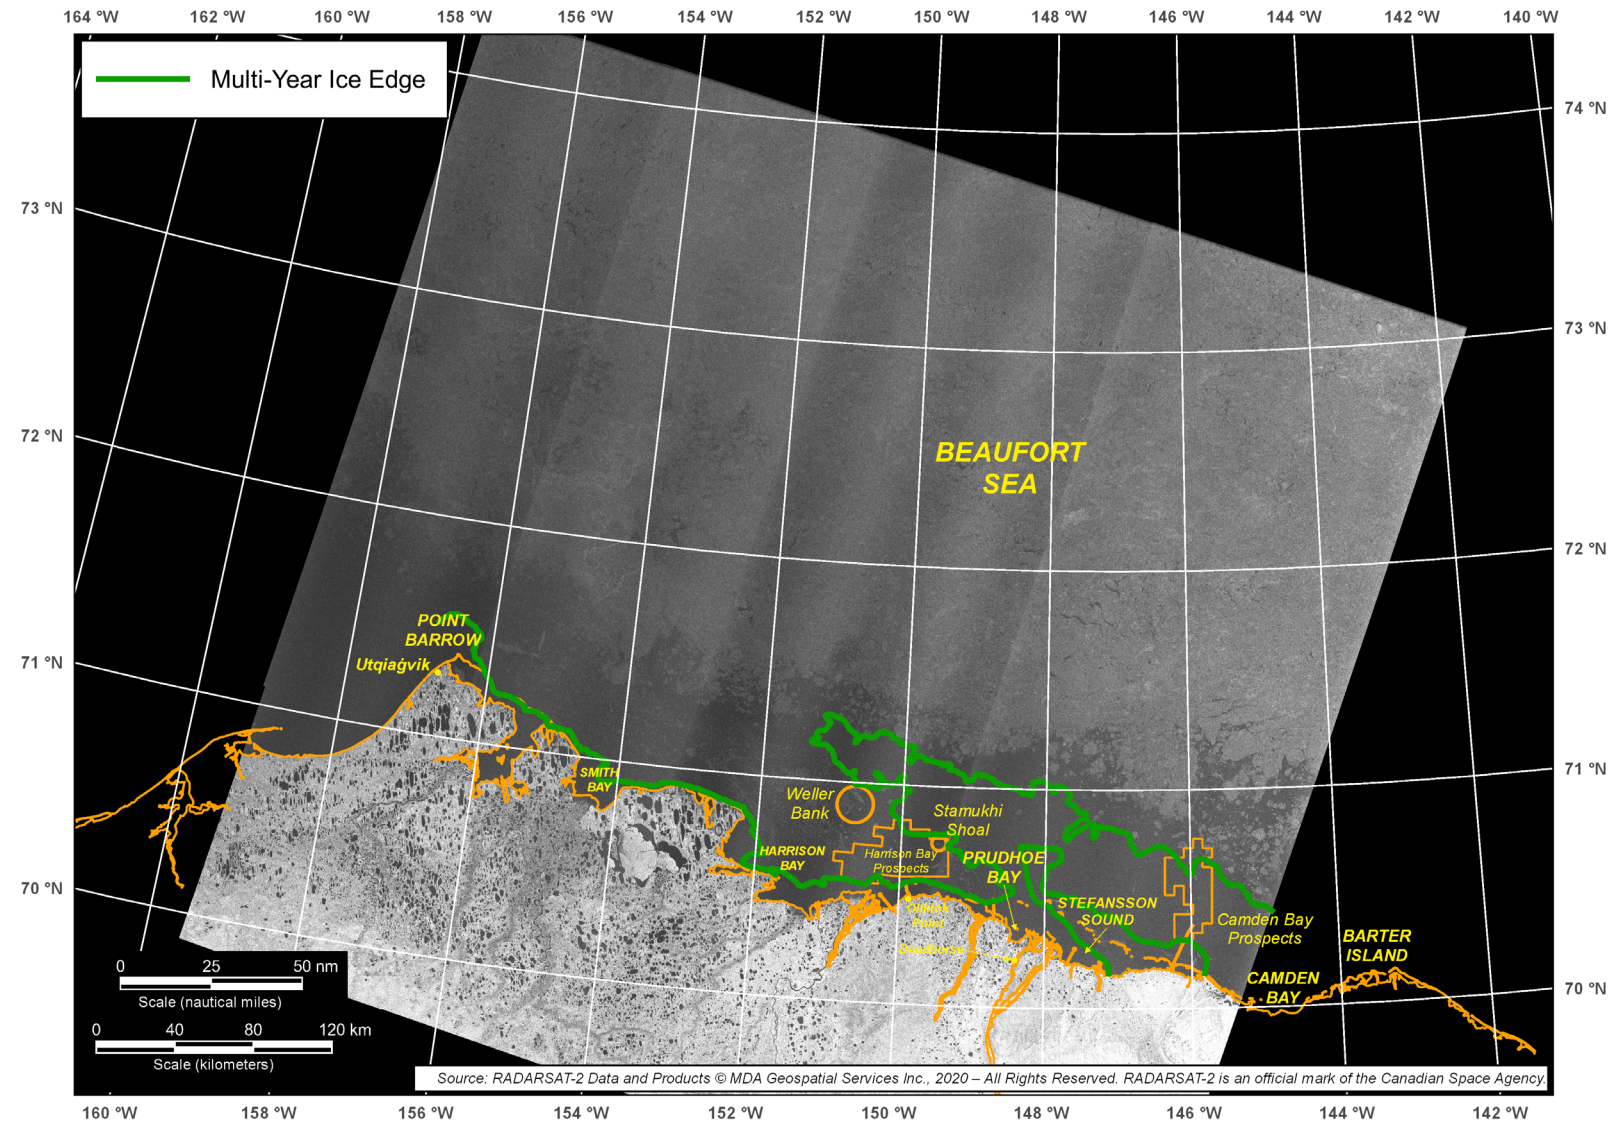 164 °W 162 °W 160 °W 158 °W 156 °W 154 °W 152 °W 150 °W 148 °W 146 °W 144 °W 142 °W 140 °W
Multi-Year Ice Edge
74 °N
73 °N
73 °N
72 °N
BEAUFORT
SEA
72 °N
POINT
BARROW
Utqiaġvik
71 °N
71 °N
SMITH
BAY
Weller
Bank
Stamukhi
Shoal
HARRISON
BAY
Harrison Bay
Prospects
PRUDHOE
BAY
70 °N
STEFANSSON
SOUND
Oliktok
Point
Camden Bay
Prospects
BARTER
ISLAND
Deadhorse
CAMDEN
BAY
70 °N
0 25 50 nm
Scale (nautical miles)
0 40 80 120 km
Scale (kilometers)
Source: RADARSAT-2 Data and Products © MDA Geospatial Services Inc., 2020 – All Rights Reserved. RADARSAT-2 is an official mark of the Canadian Space Agency.
160 °W 158 °W 156 °W 154 °W 152 °W 150 °W 148 °W 146 °W 144 °W 142 °W